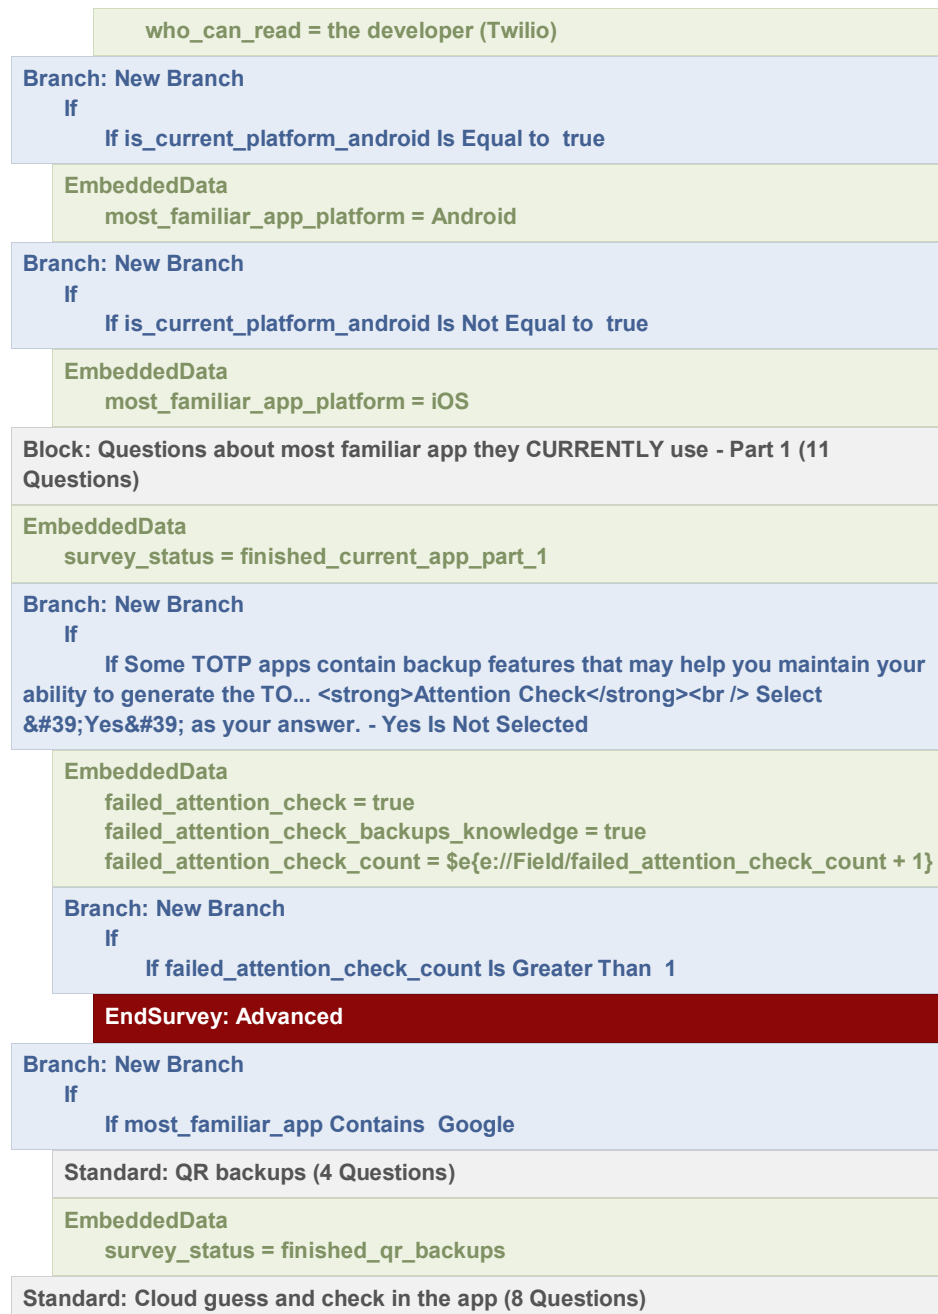 who_can_read = the developer (Twilio)
Branch: New Branch
If
If is_current_platform_android Is Equal to true
EmbeddedData
most_familiar_app_platform = Android
Branch: New Branch
If
If is_current_platform_android Is Not Equal to true
EmbeddedData
most_familiar_app_platform = iOS
Block: Questions about most familiar app they CURRENTLY use - Part 1 (11
Questions)
EmbeddedData
survey_status = finished_current_app_part_1
Branch: New Branch
If
If Some TOTP apps contain backup features that may help you maintain your
ability to generate the TO... <strong>Attention Check</strong><br /> Select
&#39;Yes&#39; as your answer. - Yes Is Not Selected
EmbeddedData
failed_attention_check = true
failed_attention_check_backups_knowledge = true
failed_attention_check_count = $e{e://Field/failed_attention_check_count + 1}
Branch: New Branch
If
If failed_attention_check_count Is Greater Than 1
EndSurvey: Advanced
Branch: New Branch
If
If most_familiar_app Contains Google
Standard: QR backups (4 Questions)
EmbeddedData
survey_status = finished_qr_backups
Standard: Cloud guess and check in the app (8 Questions)